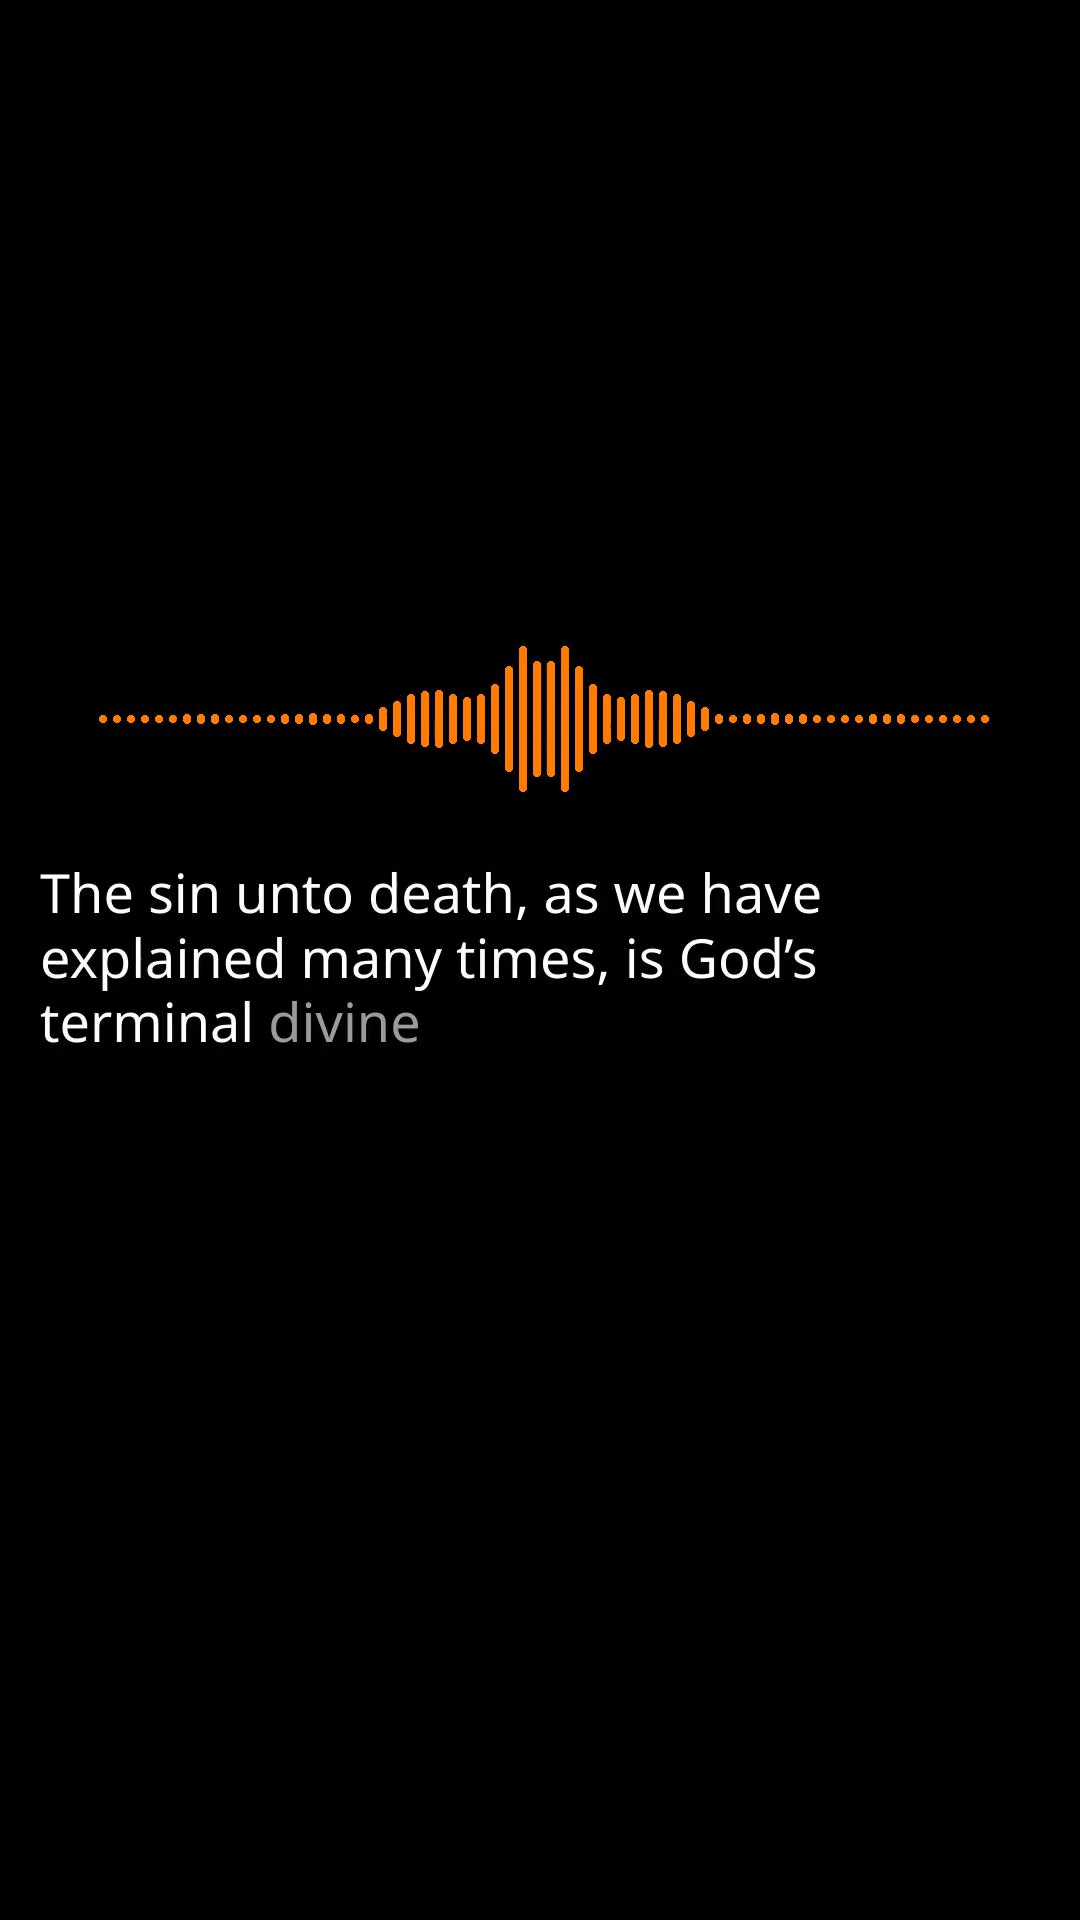 The sin unto death, as we have
explained many times, is God’s
terminal divine